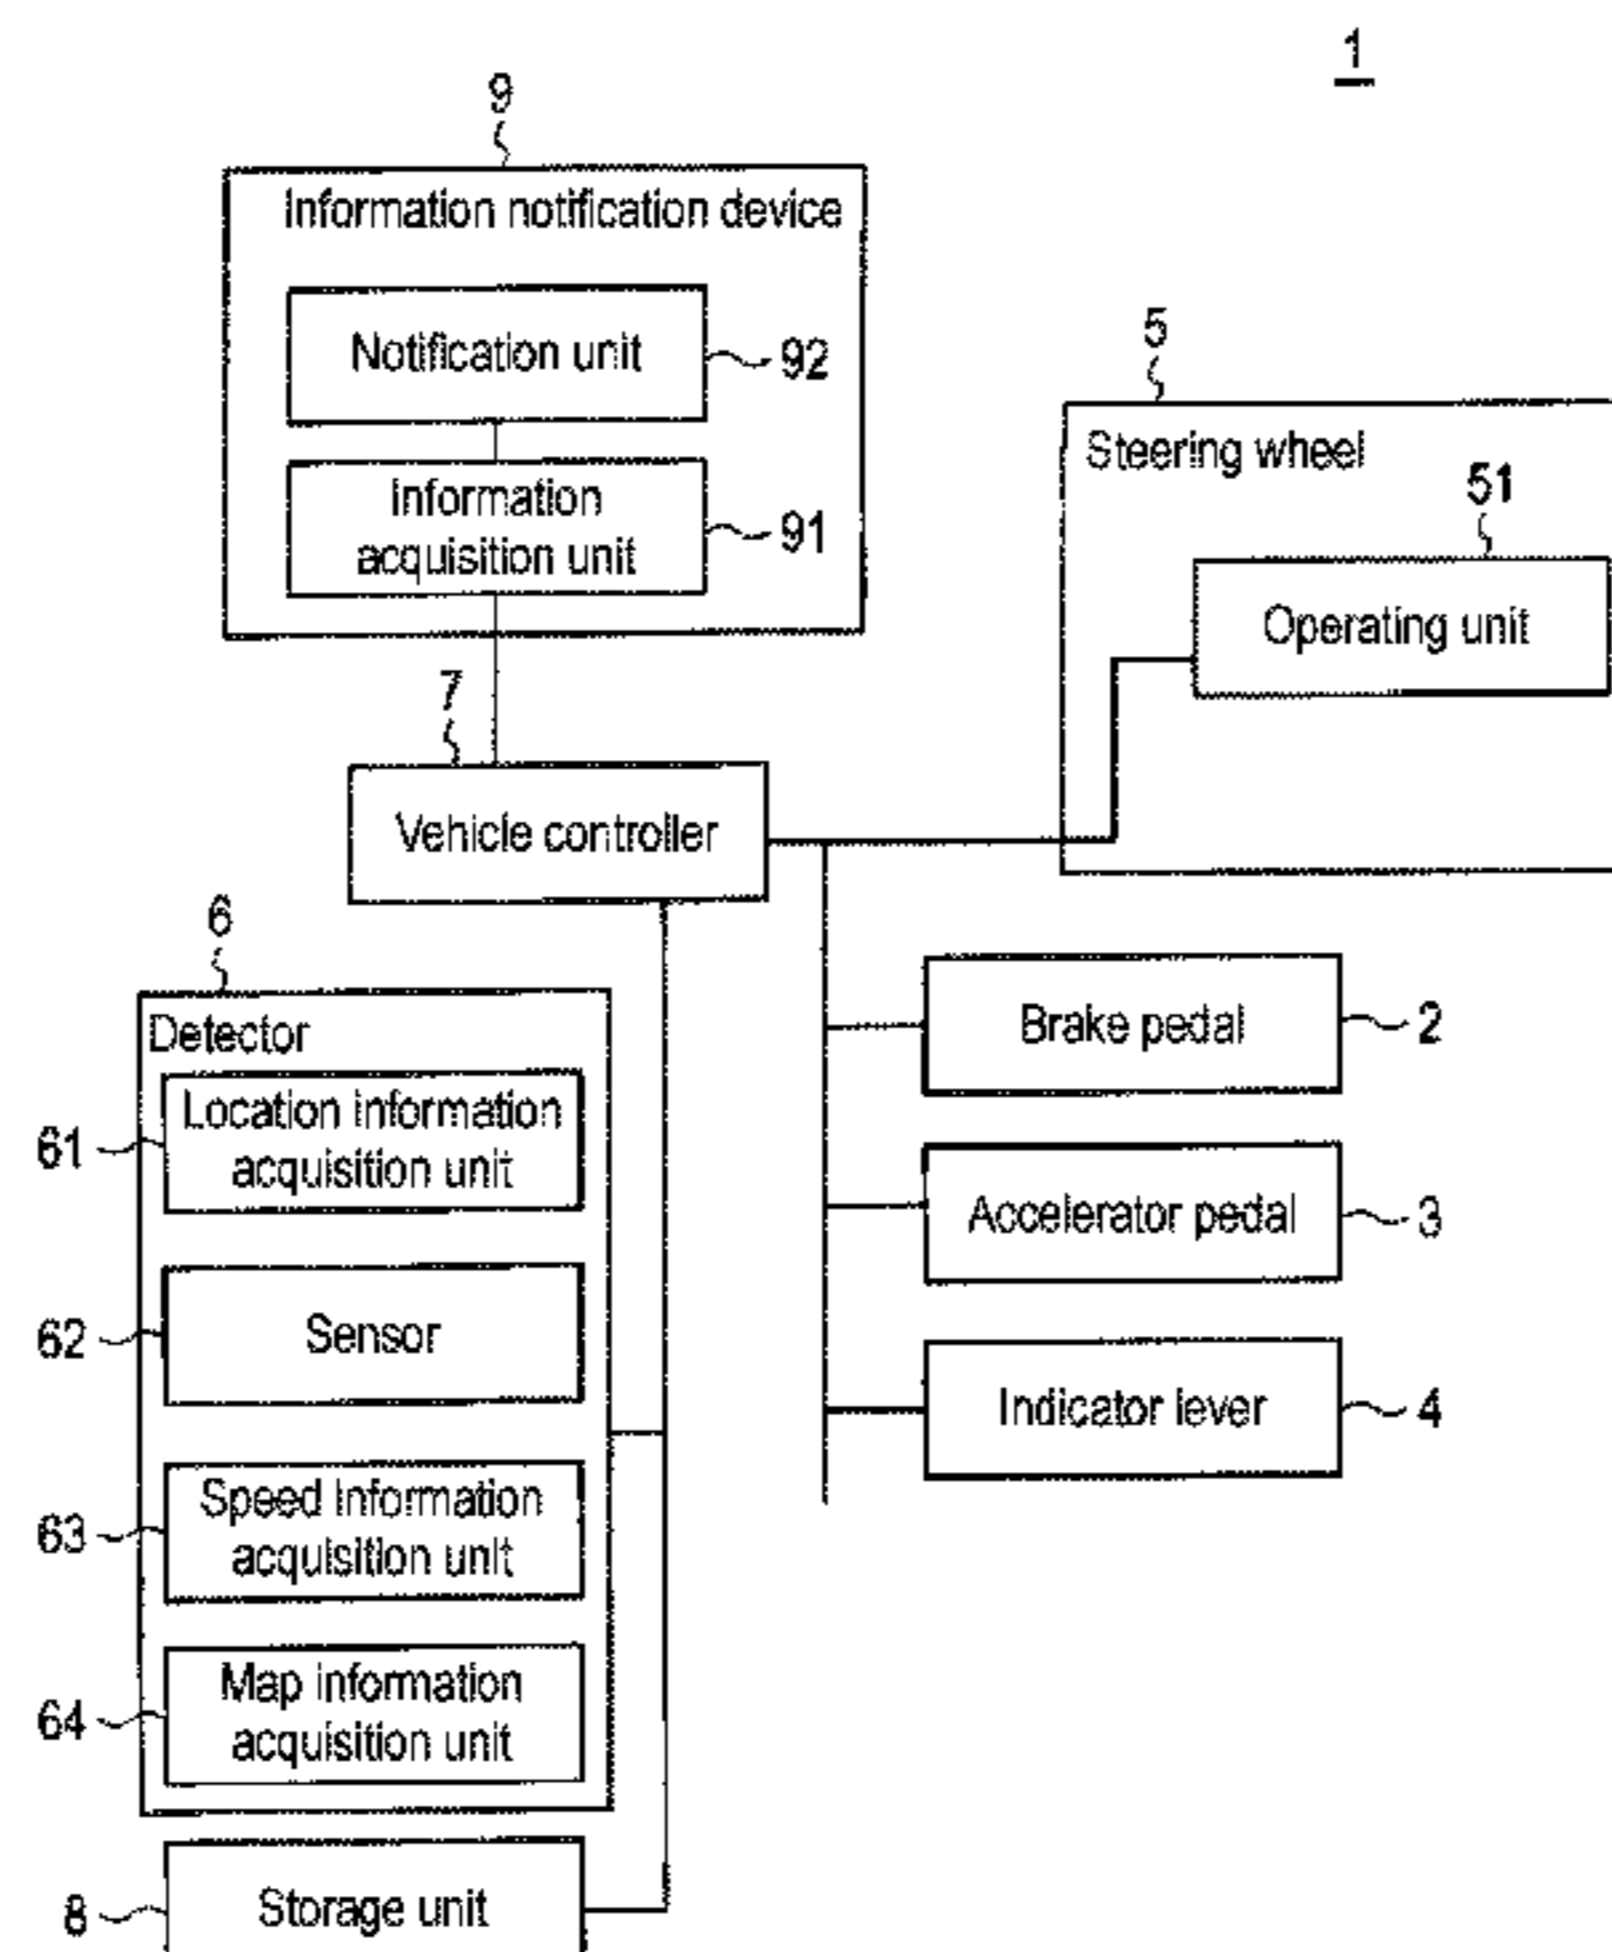 1
9
Information notification device
Notification unit
92
Information
acquisition unit
91
5
Steering wheel
51
Operating unit
7
Vehicle controller
6
Detector
Location information
acquisition unit
61
Sensor
62
Speed information
acquisition unit
63
Map information
acquisition unit
64
Storage unit
8
Brake pedal
2
Accelerator pedal
3
Indicator lever
4